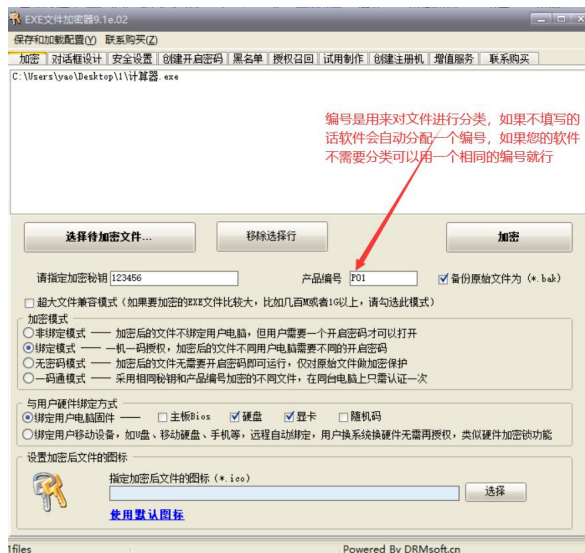 EXE文件加密器9.1e.02
保存和加载配置(Y) 联系购买(Z)
加密 对话框设计 安全设置 创建开启密码 黑名单 授权召回 试用制作 创建注册机 增值服务 联系购买
C:\Users\yao\Desktop\1\计算器.exe
编号是用来对文件进行分类，如果不填写的
话软件会自动分配一个编号，如果您的软件
不需要分类可以用一个相同的编号就行
选择待加密文件... 移除选择行 加密
请指定加密秘钥 123456 产品编号 P01 备份原始文件为 (*.bak)
超大文件兼容模式（如果要加密的EXE文件比较大，比如几百M或者1G以上，请勾选此模式）
加密模式
非绑定模式 —— 加密后的文件不绑定用户电脑，但用户需要一个开启密码才可以打开
绑定模式 —— 一机一码授权，加密后的文件不同用户电脑需要不同的开启密码
无密码模式 —— 加密后的文件无需要开启密码即可运行，仅对原始文件做加密保护
一码通模式 —— 采用相同秘钥和产品编号加密的不同文件，在同台电脑上只需认证一次
与用户硬件绑定方式
绑定用户电脑固件 —— 主板Bios 硬盘 显卡 随机码
绑定用户移动设备，如U盘、移动硬盘、手机等，远程自动绑定，用户换系统换硬件无需再授权，类似硬件加密锁功能
设置加密后文件的图标
指定加密后文件的图标 (*.ico)
选择
使用默认图标
1files Powered By DRMsoft.cn